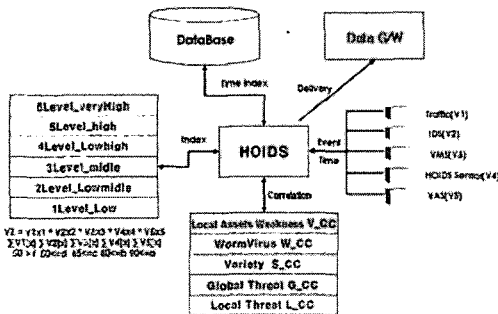 DataBase
Data G/W
Time Index
Delivery
6Level_veryHigh
5Level_high
4Level_Lowhigh
3Level_midle
2Level_Lowmidle
1Level_Low
Index
HOIDS
Event
Time
Traffic(V1)
IDS(V2)
VMS(V3)
HOIDS Sensor(V4)
VAS(V5)
Correlation
Local Assets Weakness V_CC
WormVirus W_CC
Variety S_CC
Global Threat G_CC
Local Threat L_CC